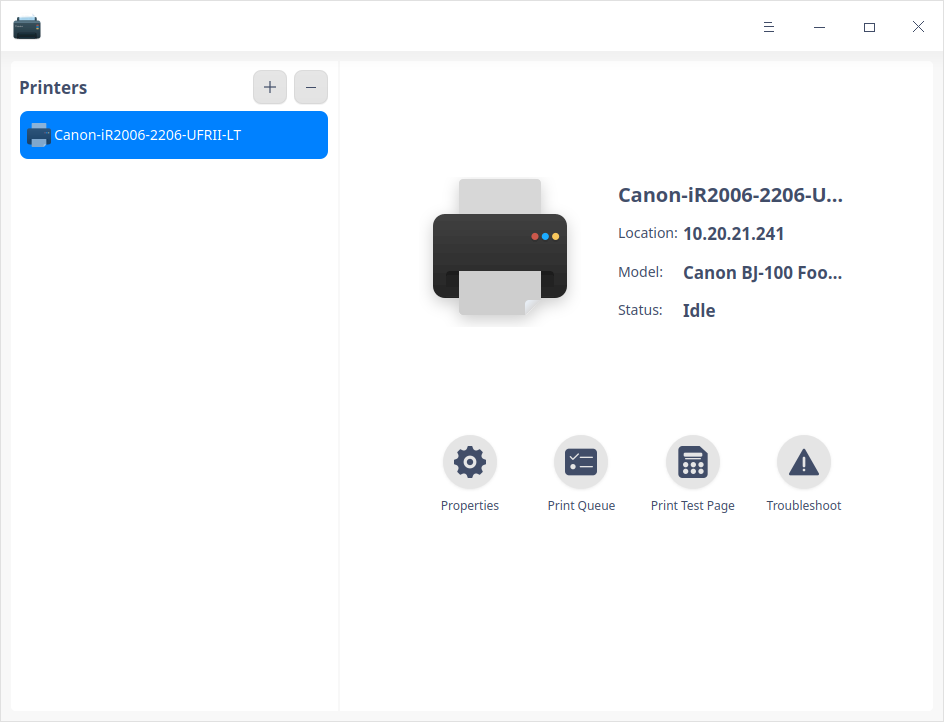 Printers
Canon-iR2006-2206-UFRII-LT
Canon-iR2006-2206-U...
Location: 10.20.21.241
Model: Canon BJ-100 Foo...
Status: Idle
Properties
Print Queue
Print Test Page
Troubleshoot